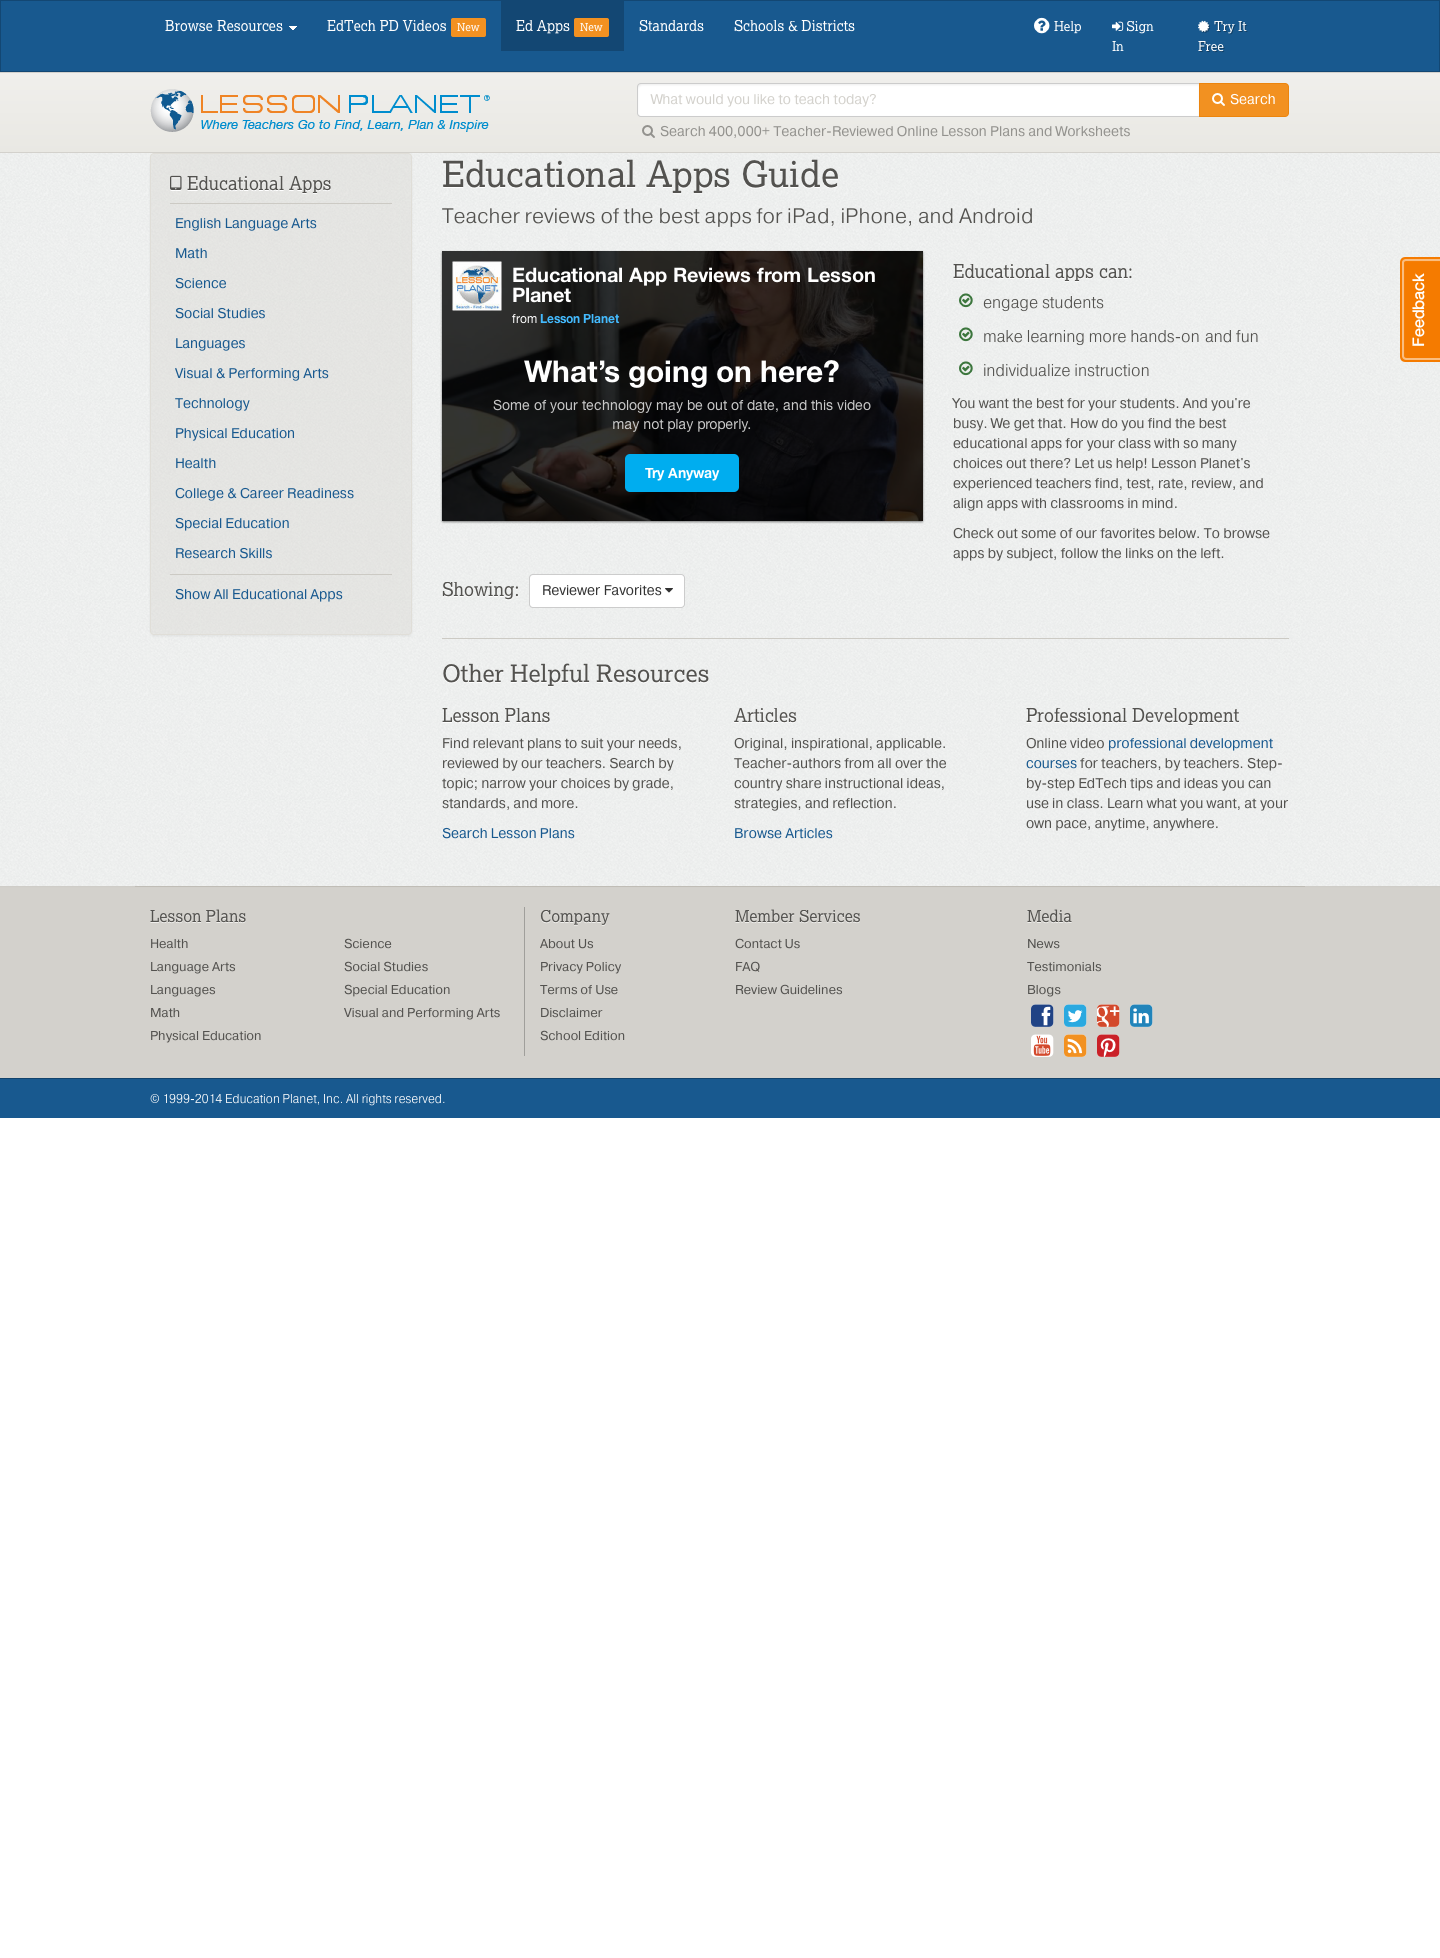 Browse Resources
EdTech PD Videos New
Ed Apps New
Standards
Schools & Districts
Help
Sign
In
Try It
Free
LESSON PLANET®
Where Teachers Go to Find, Learn, Plan & Inspire
What would you like to teach today?
Search
Search 400,000+ Teacher-Reviewed Online Lesson Plans and Worksheets
Educational Apps
English Language Arts
Math
Science
Social Studies
Languages
Visual & Performing Arts
Technology
Physical Education
Health
College & Career Readiness
Special Education
Research Skills
Show All Educational Apps
Educational Apps Guide
Teacher reviews of the best apps for iPad, iPhone, and Android
LESSON
PLANET
Search - Find - Inspire
Educational App Reviews from Lesson
Planet
from Lesson Planet
What's going on here?
Some of your technology may be out of date, and this video
may not play properly.
Try Anyway
Educational apps can:
engage students
make learning more hands-on and fun
individualize instruction
You want the best for your students. And you're
busy. We get that. How do you find the best
educational apps for your class with so many
choices out there? Let us help! Lesson Planet's
experienced teachers find, test, rate, review, and
align apps with classrooms in mind.
Check out some of our favorites below. To browse
apps by subject, follow the links on the left.
Feedback
Showing:
Reviewer Favorites
Other Helpful Resources
Lesson Plans
Find relevant plans to suit your needs,
reviewed by our teachers. Search by
topic; narrow your choices by grade,
standards, and more.
Search Lesson Plans
Articles
Original, inspirational, applicable.
Teacher-authors from all over the
country share instructional ideas,
strategies, and reflection.
Browse Articles
Professional Development
Online video professional development
courses for teachers, by teachers. Step-
by-step EdTech tips and ideas you can
use in class. Learn what you want, at your
own pace, anytime, anywhere.
Lesson Plans
Health
Language Arts
Languages
Math
Physical Education
Science
Social Studies
Special Education
Visual and Performing Arts
Company
About Us
Privacy Policy
Terms of Use
Disclaimer
School Edition
Member Services
Contact Us
FAQ
Review Guidelines
Media
News
Testimonials
Blogs
You
Tube
© 1999-2014 Education Planet, Inc. All rights reserved.